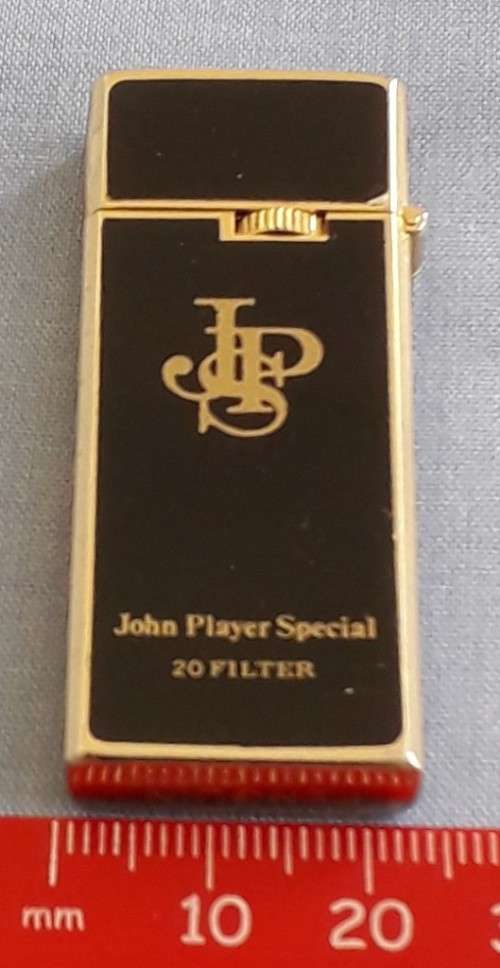 JPS
John Player Special
20 FILTER
mm 10 20